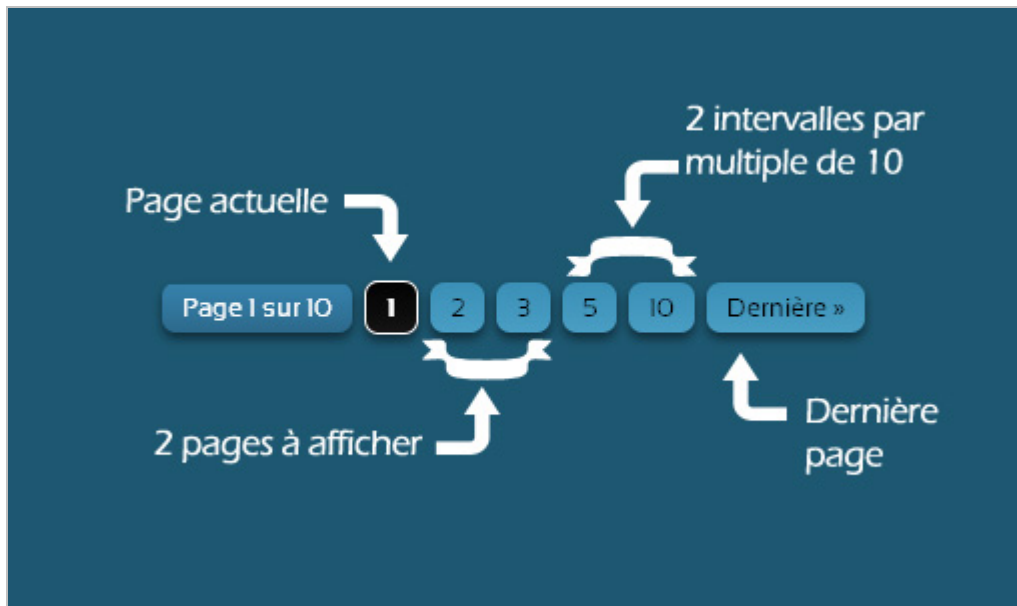 2 intervalles par
multiple de 10
Page actuelle
Page 1 sur 10 1 2 3 5 10 Dernière »
2 pages à afficher
Dernière
page